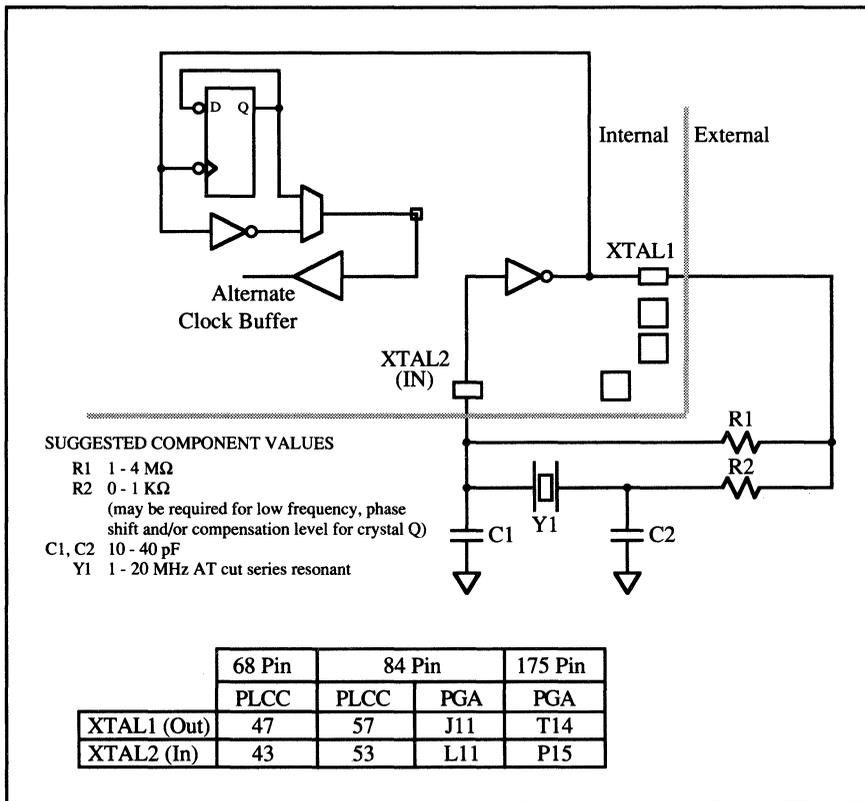 D Q
Internal External
XTAL1
Alternate
Clock Buffer
XTAL2
(IN)
SUGGESTED COMPONENT VALUES
R1 1 - 4 MΩ
R2 0 - 1 KΩ
(may be required for low frequency, phase
shift and/or compensation level for crystal Q)
C1, C2 10 - 40 pF
Y1 1 - 20 MHz AT cut series resonant
R1
R2
C1
Y1
C2
68 Pin 84 Pin 175 Pin
PLCC PLCC PGA PGA
XTAL1 (Out) 47 57 J11 T14
XTAL2 (In) 43 53 L11 P15